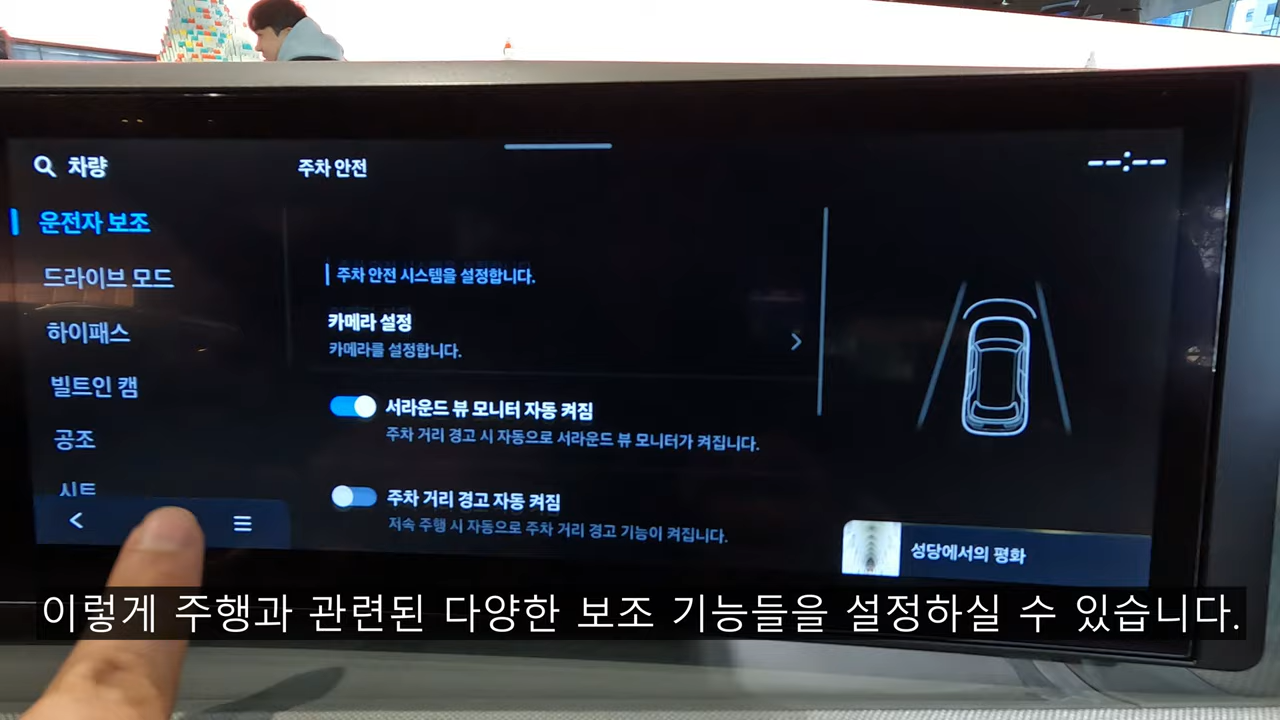 차량
주차 안전
--:--
운전자 보조
드라이브 모드
하이패스
빌트인 캠
공조
시트
주차 안전 시스템을 설정합니다.
카메라 설정
카메라를 설정합니다.
서라운드 뷰 모니터 자동 켜짐
주차 거리 경고 시 자동으로 서라운드 뷰 모니터가 켜집니다.
주차 거리 경고 자동 켜짐
저속 주행 시 자동으로 주차 거리 경고 기능이 켜집니다.
성당에서의 평화
이렇게 주행과 관련된 다양한 보조 기능들을 설정하실 수 있습니다.